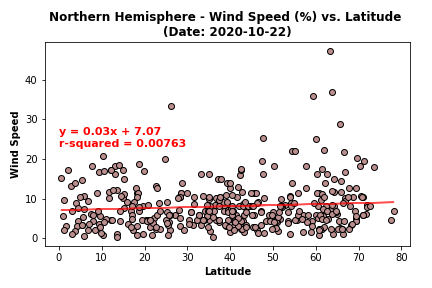 Northern Hemisphere - Wind Speed (%) vs. Latitude
(Date: 2020-10-22)
40
30
20
10
0
Wind Speed
y = 0.03x + 7.07
r-squared = 0.00763
0 10 20 30 40 50 60 70 80
Latitude